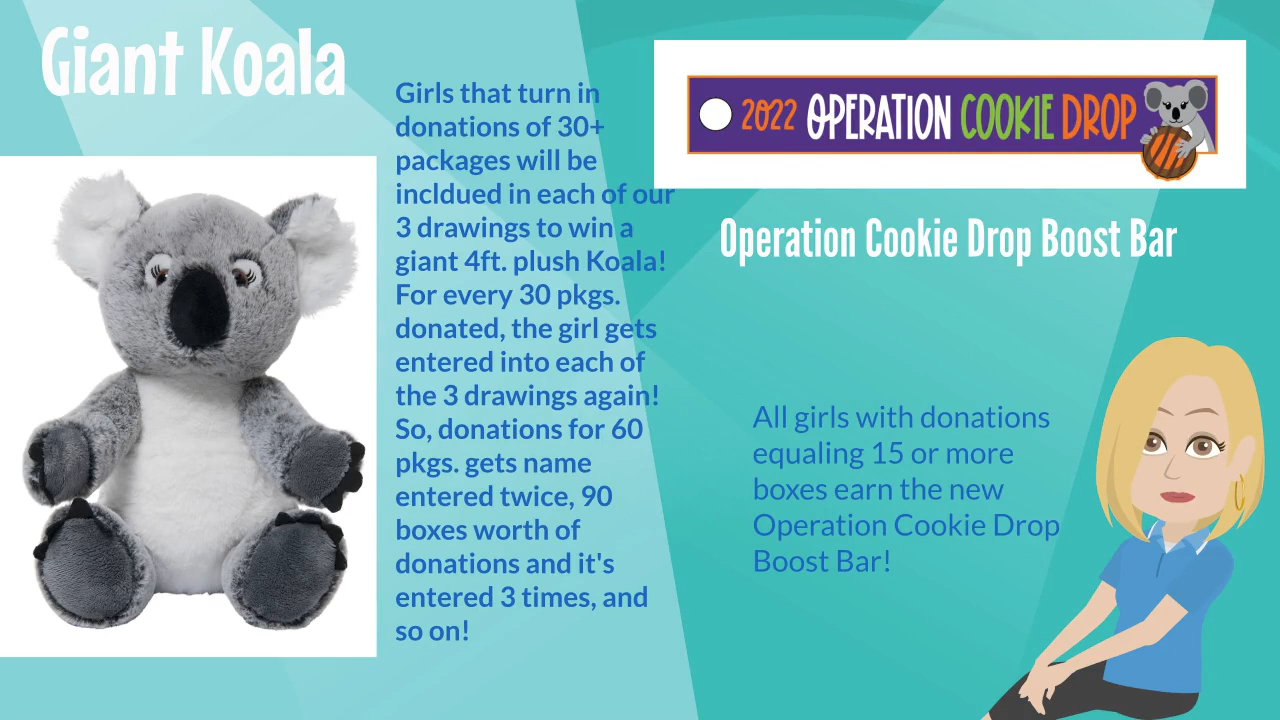 Giant Koala
Girls that turn in
donations of 30+
packages will be
incldued in each of our
3 drawings to win a
giant 4ft. plush Koala!
For every 30 pkgs.
donated, the girl gets
entered into each of
the 3 drawings again!
So, donations for 60
pkgs. gets name
entered twice, 90
boxes worth of
donations and it's
entered 3 times, and
so on!
2022 OPERATION COOKIE DROP
Operation Cookie Drop Boost Bar
All girls with donations
equaling 15 or more
boxes earn the new
Operation Cookie Drop
Boost Bar!